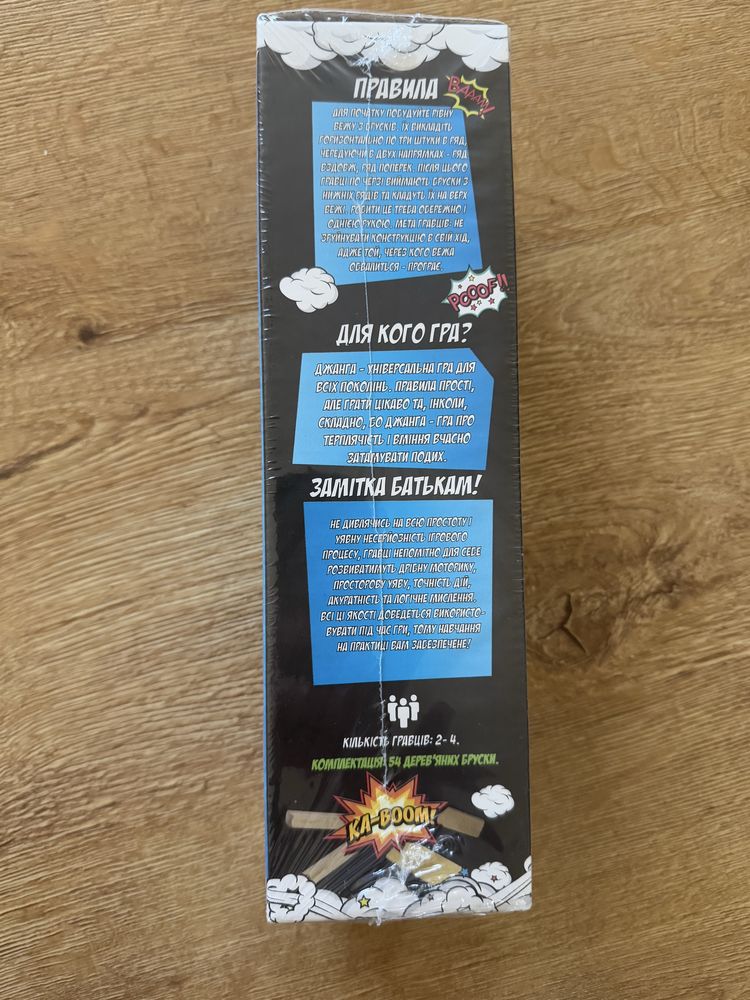 ПРАВИЛА
BAAAM!
ДЛЯ ПОЧАТКУ ПОБУДУЙТЕ РІВНУ
ВЕЖУ З БРУСКІВ. ЇХ ВИКЛАДІТЬ
ГОРИЗОНТАЛЬНО ПО ТРИ ШТУКИ В РЯД,
ЧЕРЕДУЮЧИ В ДВУХ НАПРЯМКАХ - РЯД
ВЗДОВЖ, РЯД ПОПЕРЕК. ПІСЛЯ ЦЬОГО
ГРАВЦІ ПО ЧЕРЗІ ВИЙМАЮТЬ БРУСКИ З
НИЖНІХ РЯДІВ ТА КЛАДУТЬ ЇХ НА ВЕРХ
ВЕЖІ. РОБИТИ ЦЕ ТРЕБА ОБЕРЕЖНО І
ОДНІЄЮ РУКОЮ. МЕТА ГРАВЦІВ: НЕ
ЗРУЙНУВАТИ КОНСТРУКЦІЮ В СВІЙ ХІД,
АДЖЕ ТОЙ, ЧЕРЕЗ КОГО ВЕЖА
ОБВАЛИТЬСЯ - ПРОГРАЄ.
POOOF!!
ДЛЯ КОГО ГРА?
ДЖАНГА - УНІВЕРСАЛЬНА ГРА ДЛЯ
ВСІХ ПОКОЛІНЬ. ПРАВИЛА ПРОСТІ,
АЛЕ ГРАТИ ЦІКАВО ТА, ІНКОЛИ,
СКЛАДНО, БО ДЖАНГА - ГРА ПРО
ТЕРПЛЯЧІСТЬ І ВМІННЯ ВЧАСНО
ЗАТАМУВАТИ ПОДИХ.
ЗАМІТКА БАТЬКАМ!
НЕ ДИВЛЯЧИСЬ НА ВСЮ ПРОСТОТУ І
УЯВНУ НЕСЕРЙОЗНІСТЬ ІГРОВОГО
ПРОЦЕСУ, ГРАВЦІ НЕПОМІТНО ДЛЯ СЕБЕ
РОЗВИВАТИМУТЬ ДРІБНУ МОТОРИКУ,
ПРОСТОРОВУ УЯВУ, ТОЧНІСТЬ ДІЙ,
АКУРАТНІСТЬ ТА ЛОГІЧНЕ МИСЛЕННЯ.
ВСІ ЦІ ЯКОСТІ ДОВЕДЕТЬСЯ ВИКОРИСТО-
ВУВАТИ ПІД ЧАС ГРИ, ТОМУ НАВЧАННЯ
НА ПРАКТИЦІ ВАМ ЗАБЕЗПЕЧЕНЕ!
КІЛЬКІСТЬ ГРАВЦІВ: 2- 4.
КОМПЛЕКТАЦІЯ: 54 ДЕРЕВ'ЯНИХ БРУСКИ.
KA-BOOM!